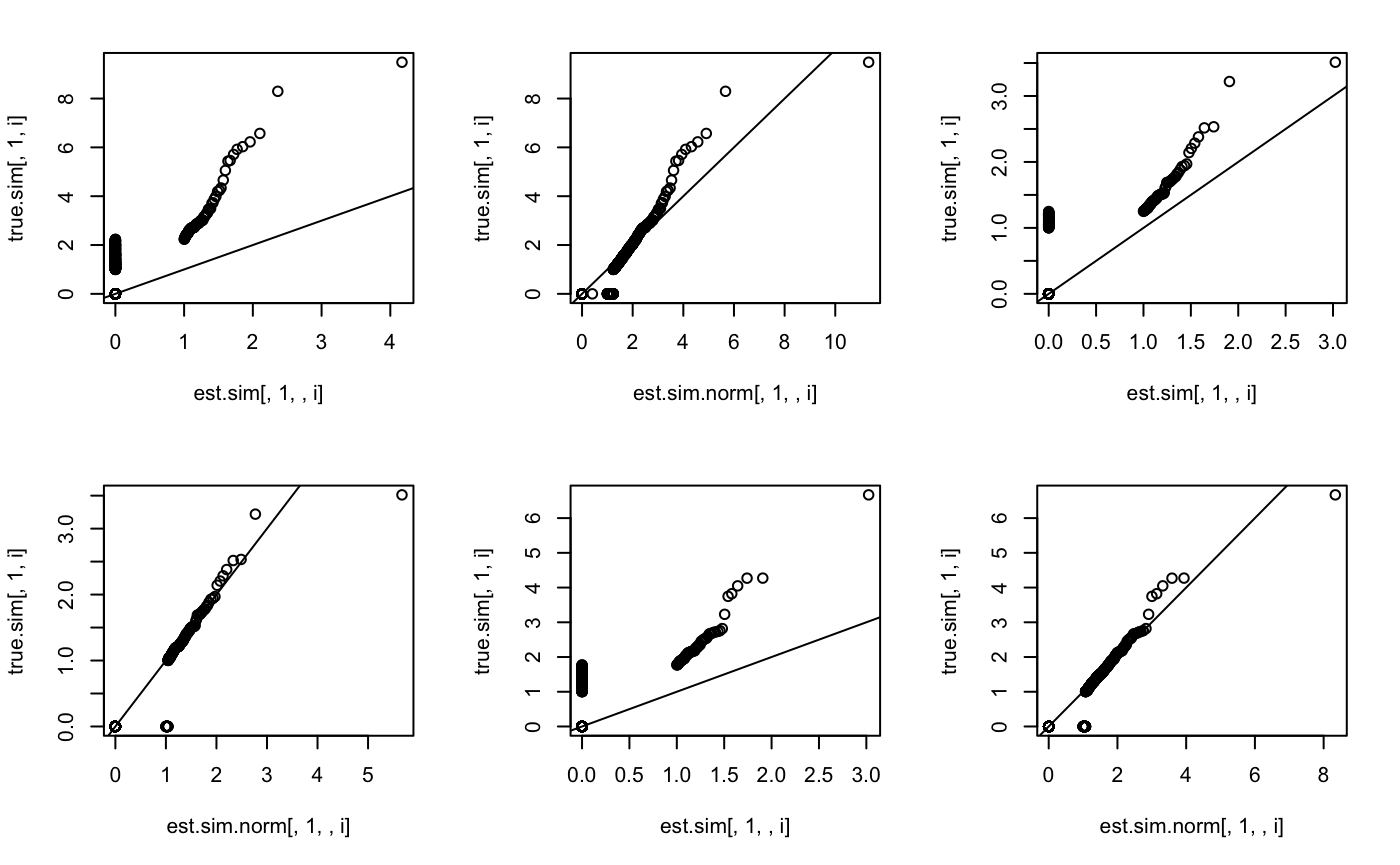 true.sim[, 1, i]
8
6
4
2
0
0 1 2 3 4
est.sim[, 1, , i]
true.sim[, 1, i]
8
6
4
2
0
0 2 4 6 8 10
est.sim.norm[, 1, , i]
true.sim[, 1, i]
3.0
2.0
1.0
0.0
0.0 0.5 1.0 1.5 2.0 2.5 3.0
est.sim[, 1, , i]
true.sim[, 1, i]
3.0
2.0
1.0
0.0
0 1 2 3 4 5
est.sim.norm[, 1, , i]
true.sim[, 1, i]
6
5
4
3
2
1
0
0.0 0.5 1.0 1.5 2.0 2.5 3.0
est.sim[, 1, , i]
true.sim[, 1, i]
6
5
4
3
2
1
0
0 2 4 6 8
est.sim.norm[, 1, , i]